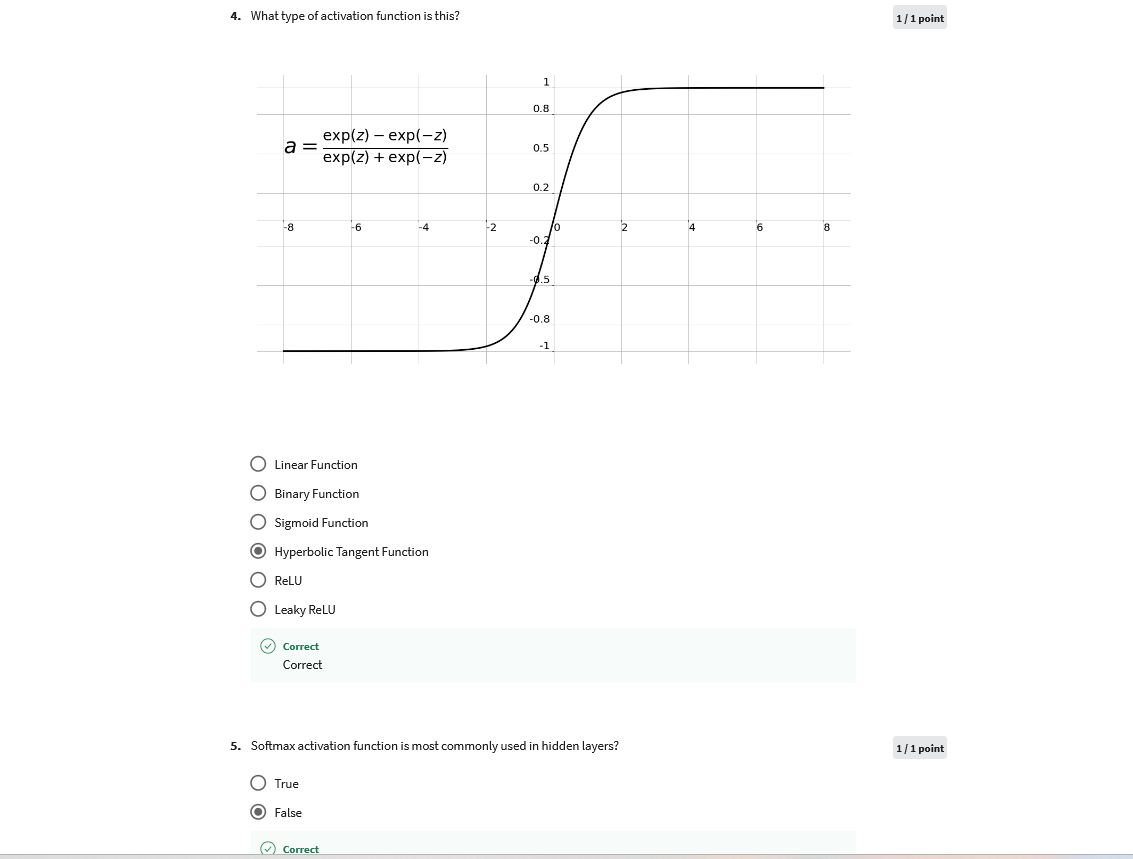 4. What type of activation function is this?
1 / 1 point
1
0.8
a = exp(z) − exp(−z)
exp(z) + exp(−z)
0.5
0.2
-8 -6 -4 -2 0 2 4 6 8
-0.2
-0.5
-0.8
-1
Linear Function
Binary Function
Sigmoid Function
Hyperbolic Tangent Function
ReLU
Leaky ReLU
Correct
Correct
5. Softmax activation function is most commonly used in hidden layers?
1 / 1 point
True
False
Correct